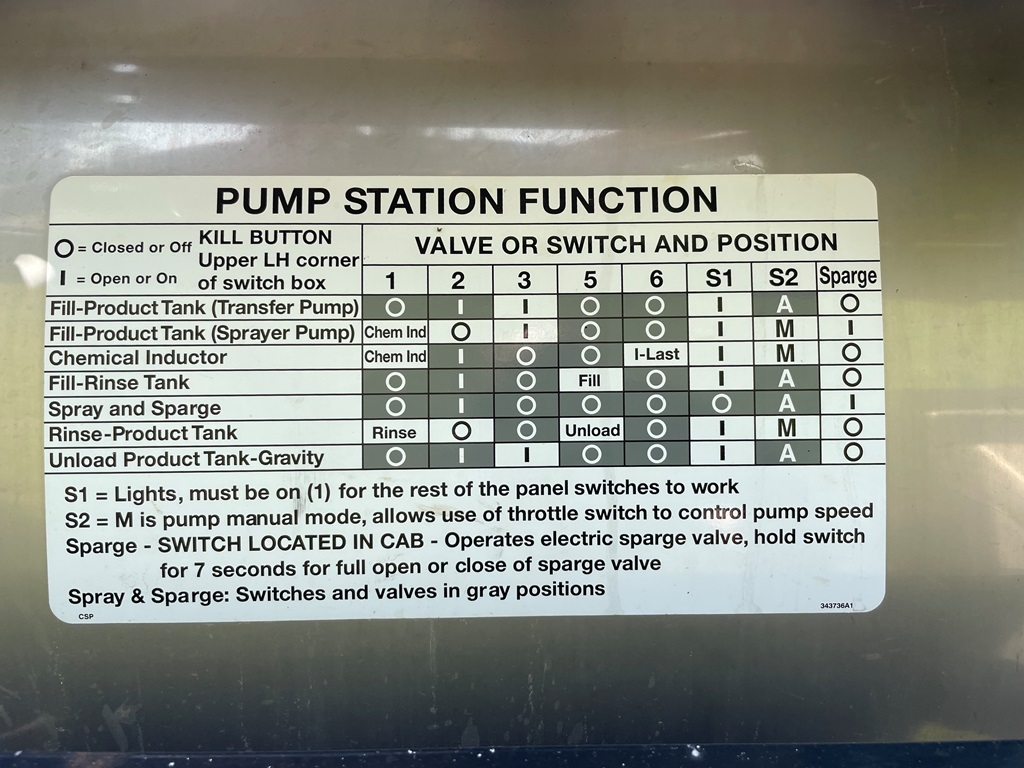 PUMP STATION FUNCTION
O = Closed or Off KILL BUTTON
I = Open or On Upper LH corner
of switch box
VALVE OR SWITCH AND POSITION
1 2 3 5 6 S1 S2 Sparge
Fill-Product Tank (Transfer Pump) O I I O O I A O
Fill-Product Tank (Sprayer Pump) Chem Ind O I O O I M I
Chemical Inductor Chem Ind I O O I-Last I M O
Fill-Rinse Tank O I O Fill O I A O
Spray and Sparge O I O O O O A I
Rinse-Product Tank Rinse O O Unload O I M O
Unload Product Tank-Gravity O I I O O I A O
S1 = Lights, must be on (1) for the rest of the panel switches to work
S2 = M is pump manual mode, allows use of throttle switch to control pump speed
Sparge - SWITCH LOCATED IN CAB - Operates electric sparge valve, hold switch
for 7 seconds for full open or close of sparge valve
Spray & Sparge: Switches and valves in gray positions
CSP
343736A1